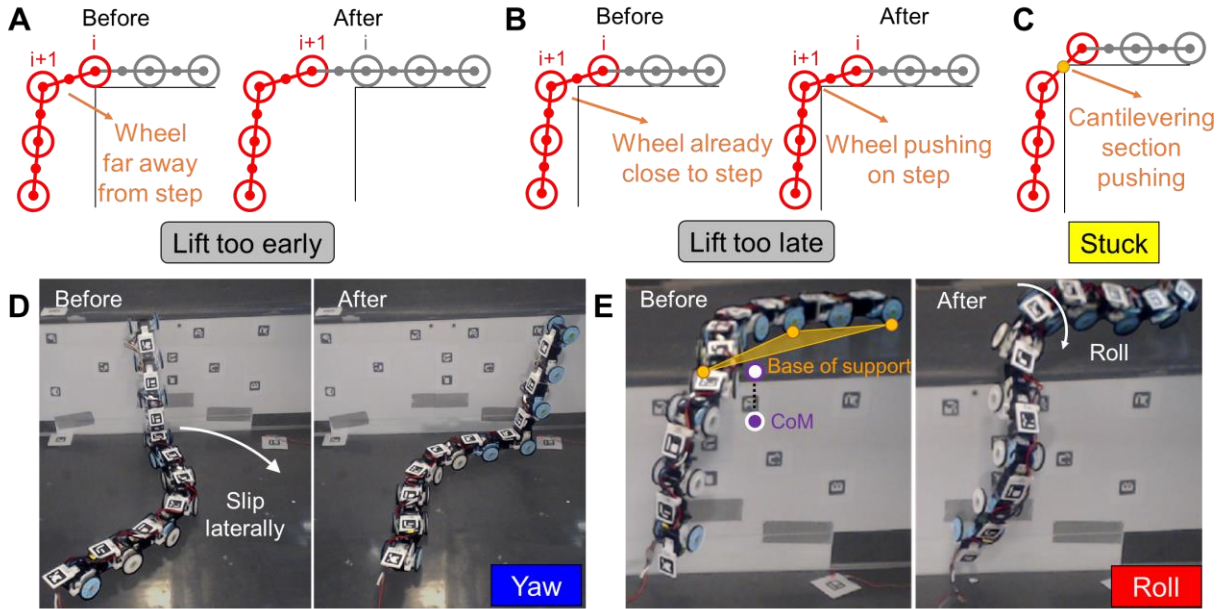 A
Before
After
i
i+1
i+1
i
Wheel
far away
from step
Lift too early
B
Before
After
i
i+1
i+1
i
Wheel already
close to step
Wheel pushing
on step
Lift too late
C
Cantilevering
section
pushing
Stuck
D
Before
After
Slip
laterally
Yaw
E
Before
After
Base of support
CoM
Roll
Roll